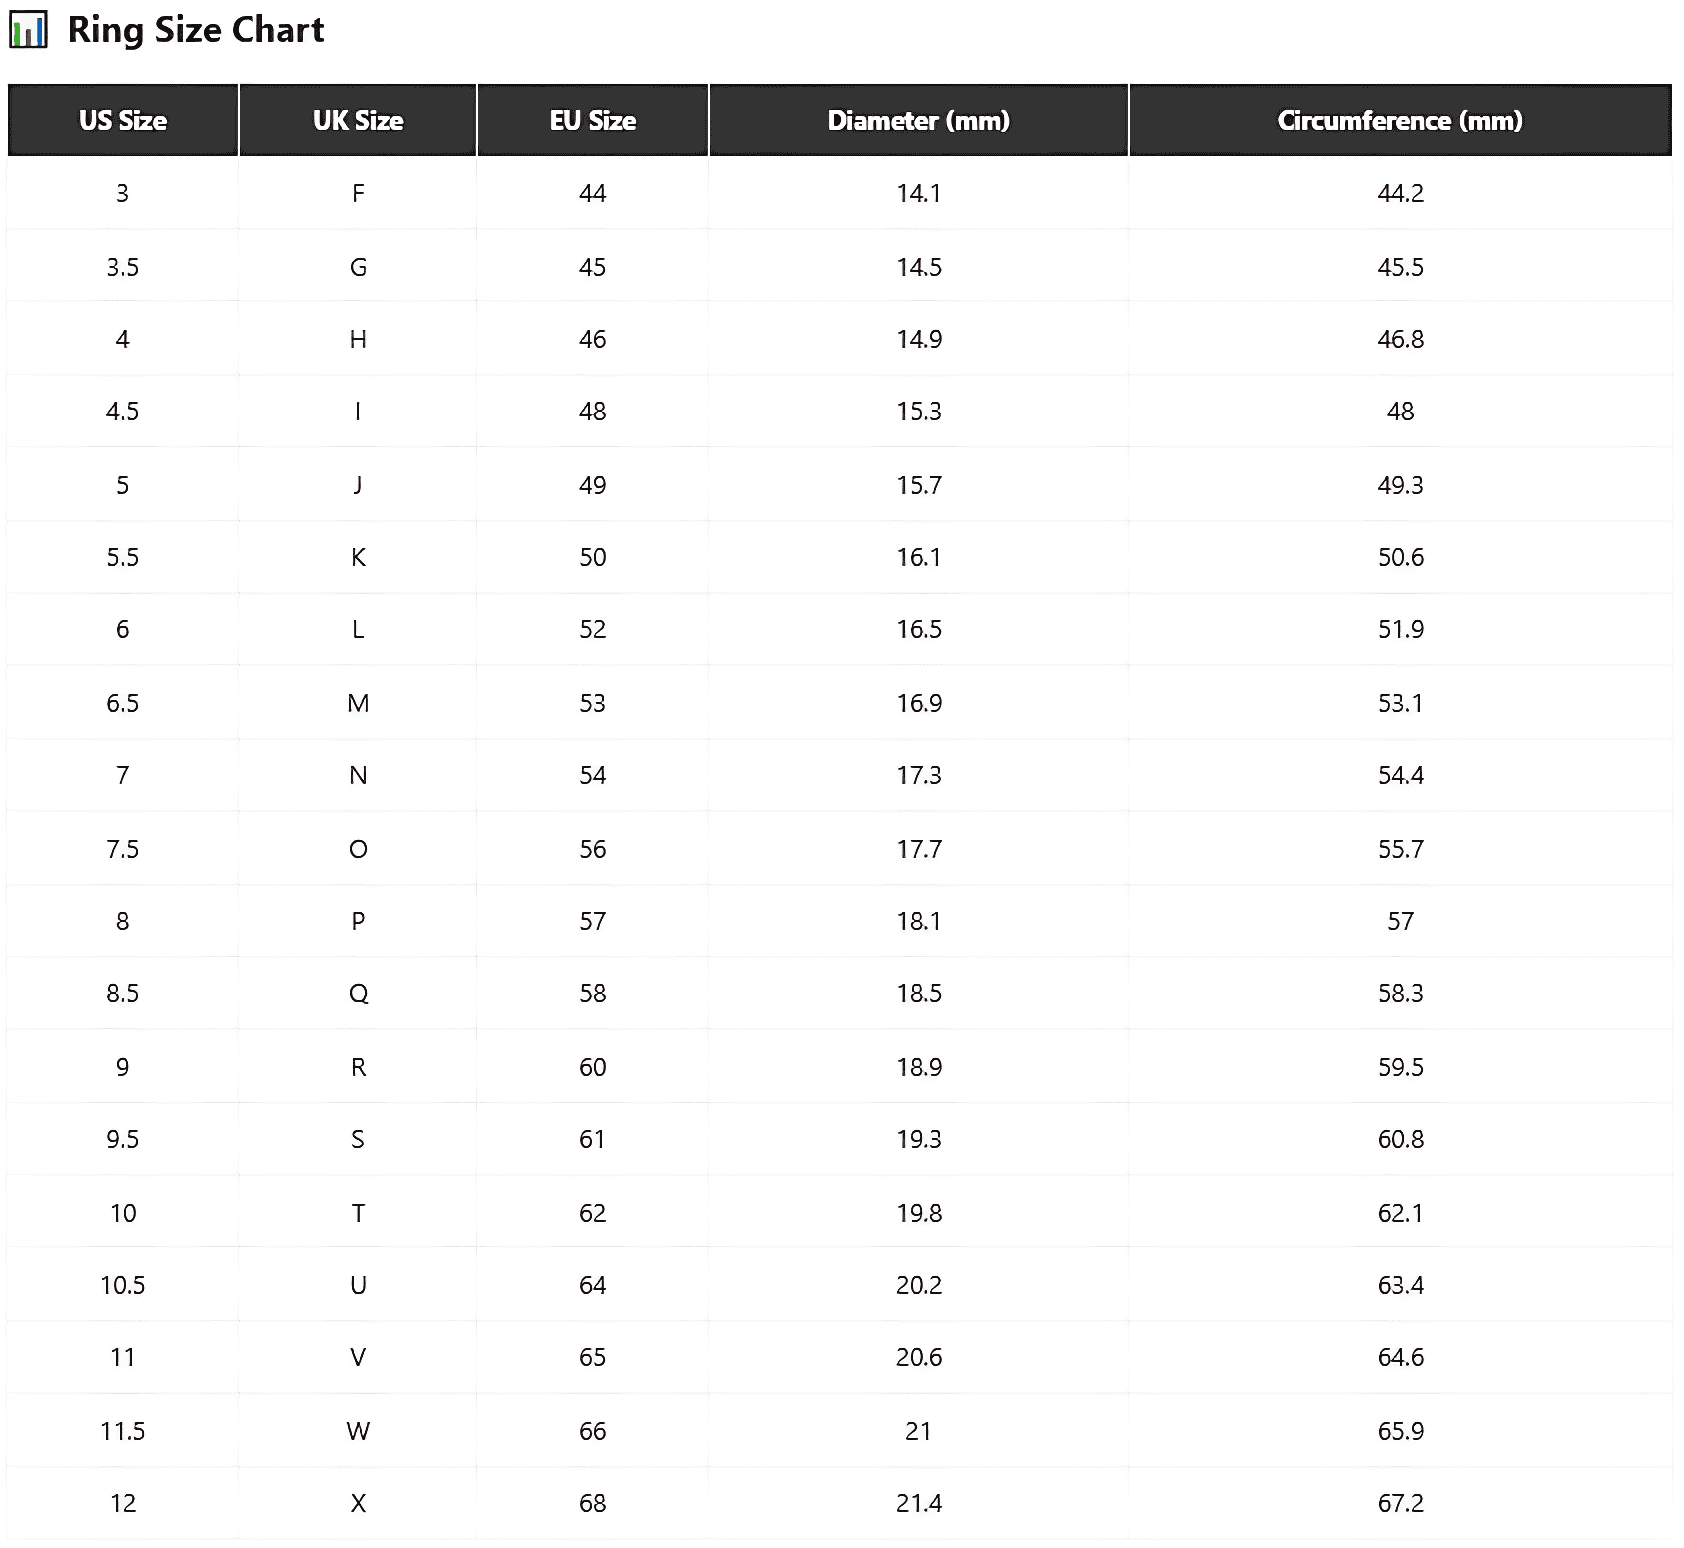 Ring Size Chart
US Size UK Size EU Size Diameter (mm) Circumference (mm)
3 F 44 14.1 44.2
3.5 G 45 14.5 45.5
4 H 46 14.9 46.8
4.5 I 48 15.3 48
5 J 49 15.7 49.3
5.5 K 50 16.1 50.6
6 L 52 16.5 51.9
6.5 M 53 16.9 53.1
7 N 54 17.3 54.4
7.5 O 56 17.7 55.7
8 P 57 18.1 57
8.5 Q 58 18.5 58.3
9 R 60 18.9 59.5
9.5 S 61 19.3 60.8
10 T 62 19.8 62.1
10.5 U 64 20.2 63.4
11 V 65 20.6 64.6
11.5 W 66 21 65.9
12 X 68 21.4 67.2